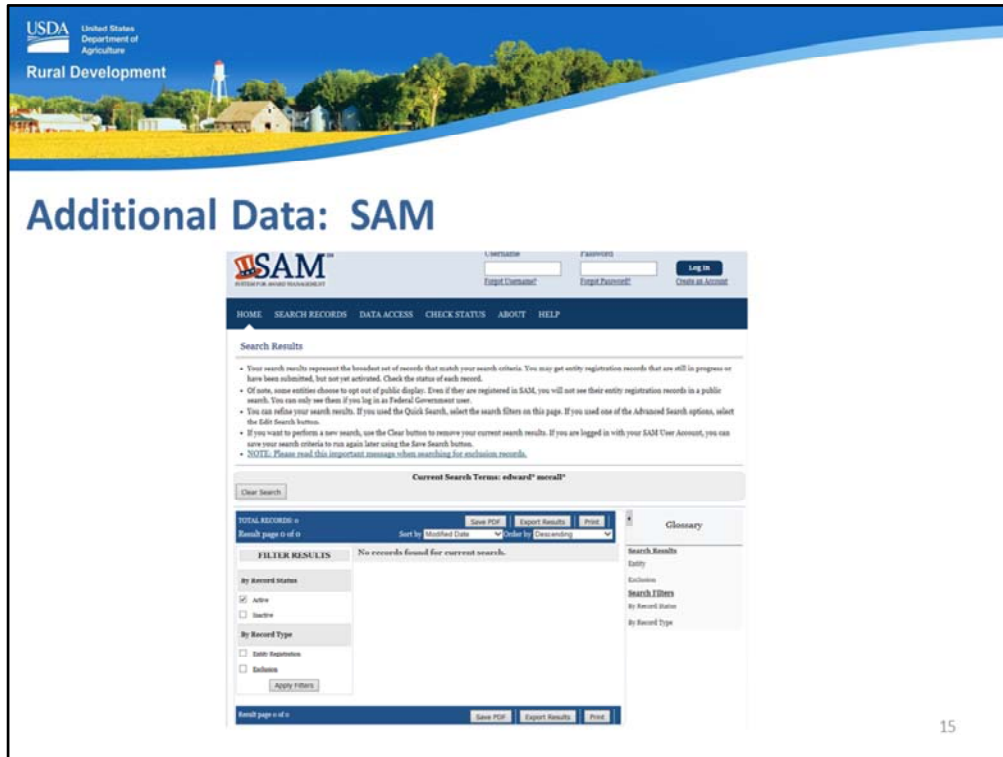 USDA United States
Department of
Agriculture
Rural Development
Additional Data: SAM
SAM
SYSTEM FOR AWARD MANAGEMENT
Username Password
Log In
Forgot Username? Forgot Password? Create an Account
HOME SEARCH RECORDS DATA ACCESS CHECK STATUS ABOUT HELP
Search Results
• Your search results represent the broadest set of records that match your search criteria. You may get entity registration records that are still in progress or
have been submitted, but not yet activated. Check the status of each record.
• Of note, some entities choose to opt out of public display. Even if they are registered in SAM, you will not see their entity registration records in a public
search. You can only see them if you log in as Federal Government user.
• You can refine your search results. If you used the Quick Search, select the search filters on this page. If you used one of the Advanced Search options, select
the Edit Search button.
• If you want to perform a new search, use the Clear button to remove your current search results. If you are logged in with your SAM User Account, you can
save your search criteria to run again later using the Save Search button.
• NOTE: Please read this important message when searching for exclusion records.
Current Search Terms: edward* mccall*
Clear Search
TOTAL RECORDS: 0 Save PDF Export Results Print
Result page 0 of 0 Sort by Modified Date Order by Descending
Glossary
FILTER RESULTS No records found for current search.
Search Results
Entity
By Record Status
Exclusion
Search Filters
Active
By Record Status
Inactive
By Record Type
By Record Type
Entity Registration
Exclusion
Apply Filters
Result page 0 of 0 Save PDF Export Results Print
15